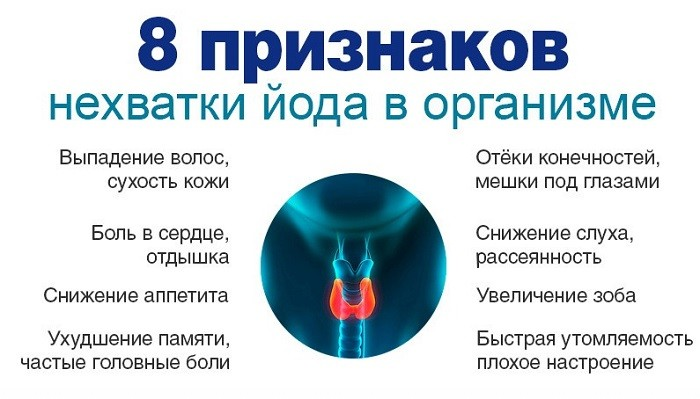 8 признаков
нехватки йода в организме
Выпадение волос,
сухость кожи
Боль в сердце,
отдышка
Снижение аппетита
Ухудшение памяти,
частые головные боли
Отёки конечностей,
мешки под глазами
Снижение слуха,
рассеянность
Увеличение зоба
Быстрая утомляемость
плохое настроение